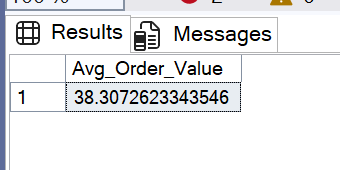 Results Messages
Avg_Order_Value
1 38.3072623343546